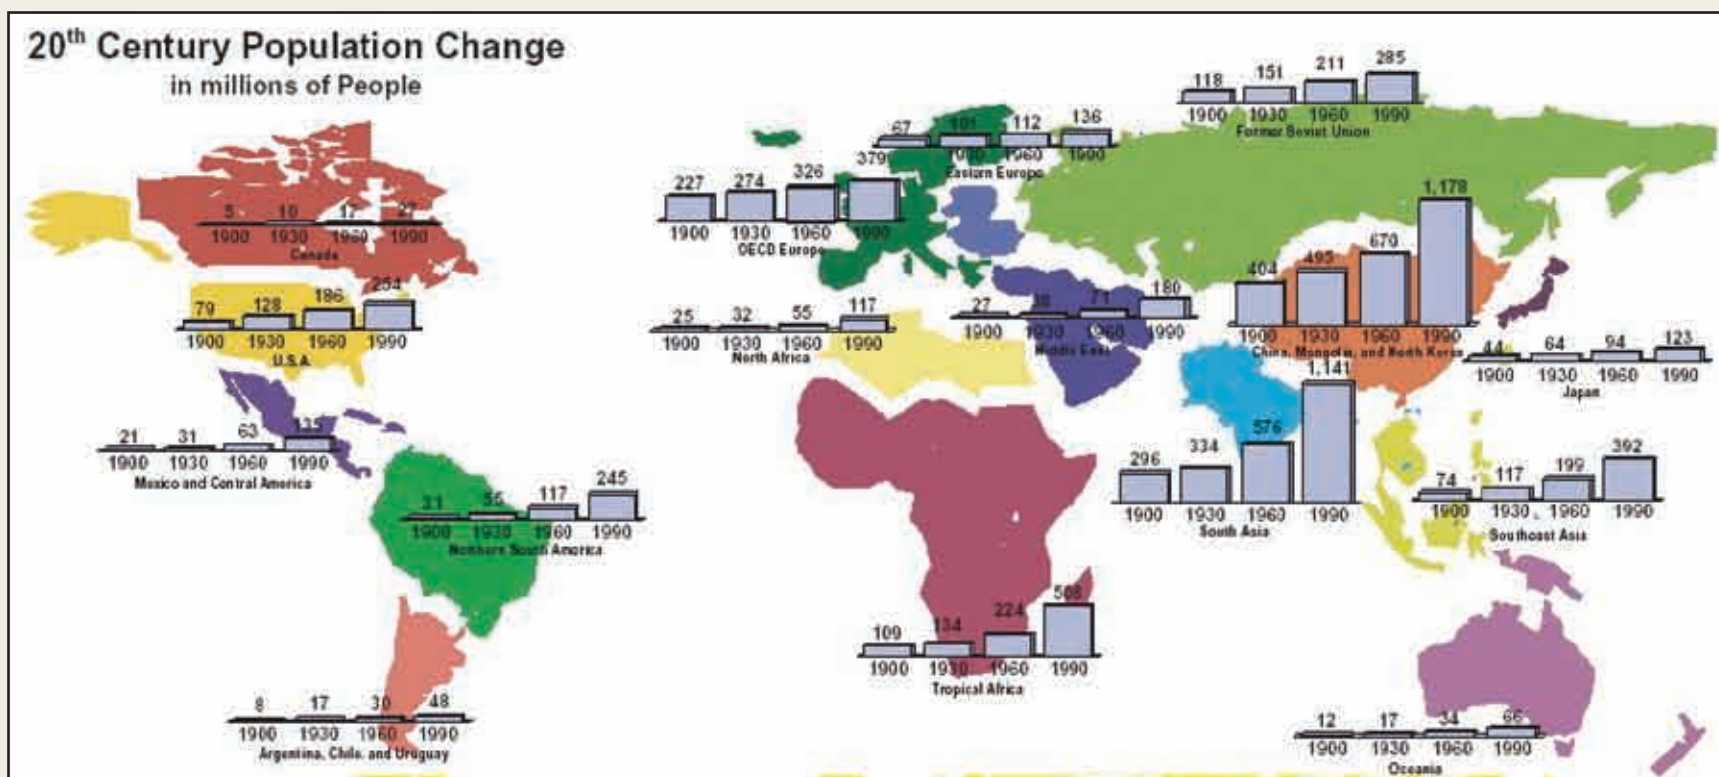 20th Century Population Change
in millions of People
118 151 211 285
1900 1930 1960 1990
Former Soviet Union
67 101 112 136
1930 1960 1990
Eastern Europe
227 274 326 379
1900 1930 1960 1990
OECD Europe
5 10 17 27
1900 1930 1960 1990
Canada
79 128 186 254
1900 1930 1960 1990
U.S.A.
25 32 55 117
1900 1930 1960 1990
North Africa
27 38 71 180
1900 1930 1960 1990
Middle East
404 495 670 1,178
1900 1930 1960 1990
China, Mongolia, and North Korea
44 64 94 123
1900 1930 1960 1990
Japan
21 31 63 135
1900 1930 1960 1990
Mexico and Central America
296 334 576 1,141
1900 1930 1960 1990
South Asia
74 117 199 392
1900 1930 1960 1990
Southeast Asia
55 117 245
1900 1930 1960 1990
Northern South America
109 134 224
1900 1930 1960 1990
Tropical Africa
8 17 30 48
1900 1930 1960 1990
Argentina, Chile, and Uruguay
12 17 34 66
1900 1930 1960 1990
Oceania